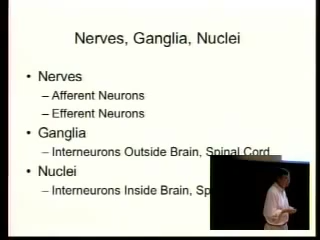 Nerves, Ganglia, Nuclei
• Nerves
– Afferent Neurons
– Efferent Neurons
• Ganglia
– Interneurons Outside Brain, Spinal Cord
• Nuclei
– Interneurons Inside Brain, Sp